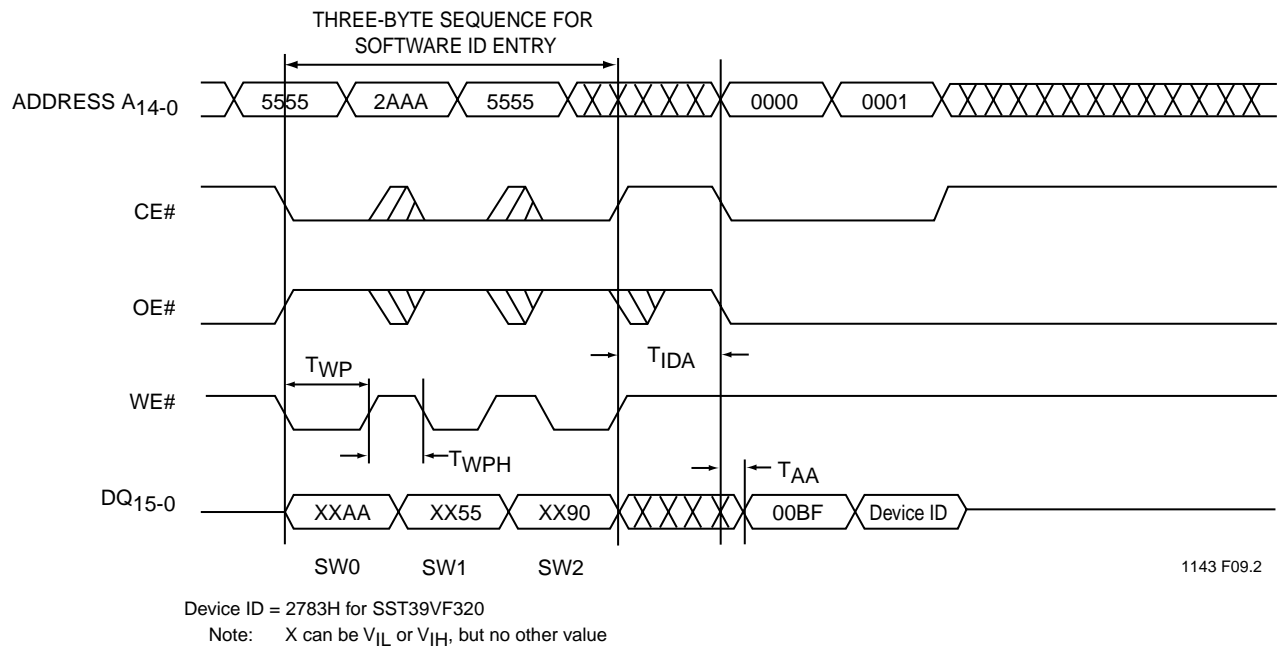 THREE-BYTE SEQUENCE FOR
SOFTWARE ID ENTRY
ADDRESS A14-0
5555 2AAA 5555 0000 0001
CE#
OE#
TIDA
TWP
WE#
TWPH
TAA
DQ15-0
XXAA XX55 XX90 00BF Device ID
SW0 SW1 SW2
1143 F09.2
Device ID = 2783H for SST39VF320
Note: X can be VIL or VIH, but no other value